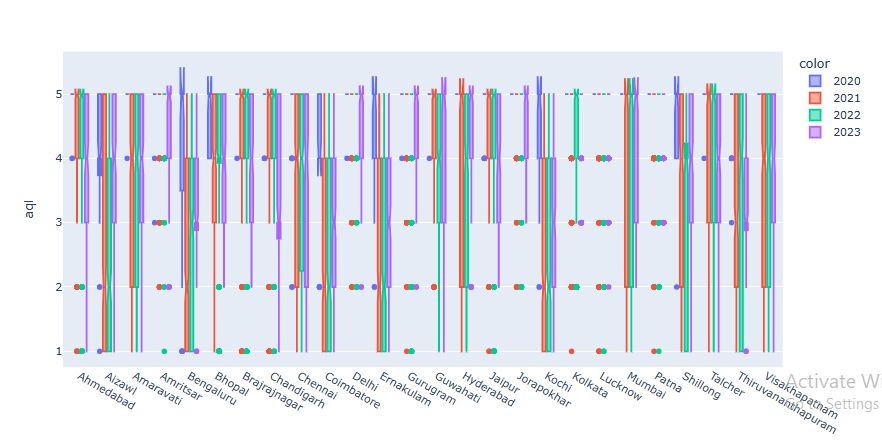 color
2020
2021
2022
2023
aql
5
4
3
2
1
Ahmedabad
Aizawl
Amaravati
Amritsar
Bengaluru
Bhopal
Brajrajnagar
Chandigarh
Chennai
Coimbatore
Delhi
Ernakulam
Gurugram
Guwahati
Hyderabad
Jaipur
Jorapokhar
Kochi
Kolkata
Lucknow
Mumbai
Patna
Shillong
Talcher
Thiruvananthapuram
Visakhapatnam
Activate Wi
Settings